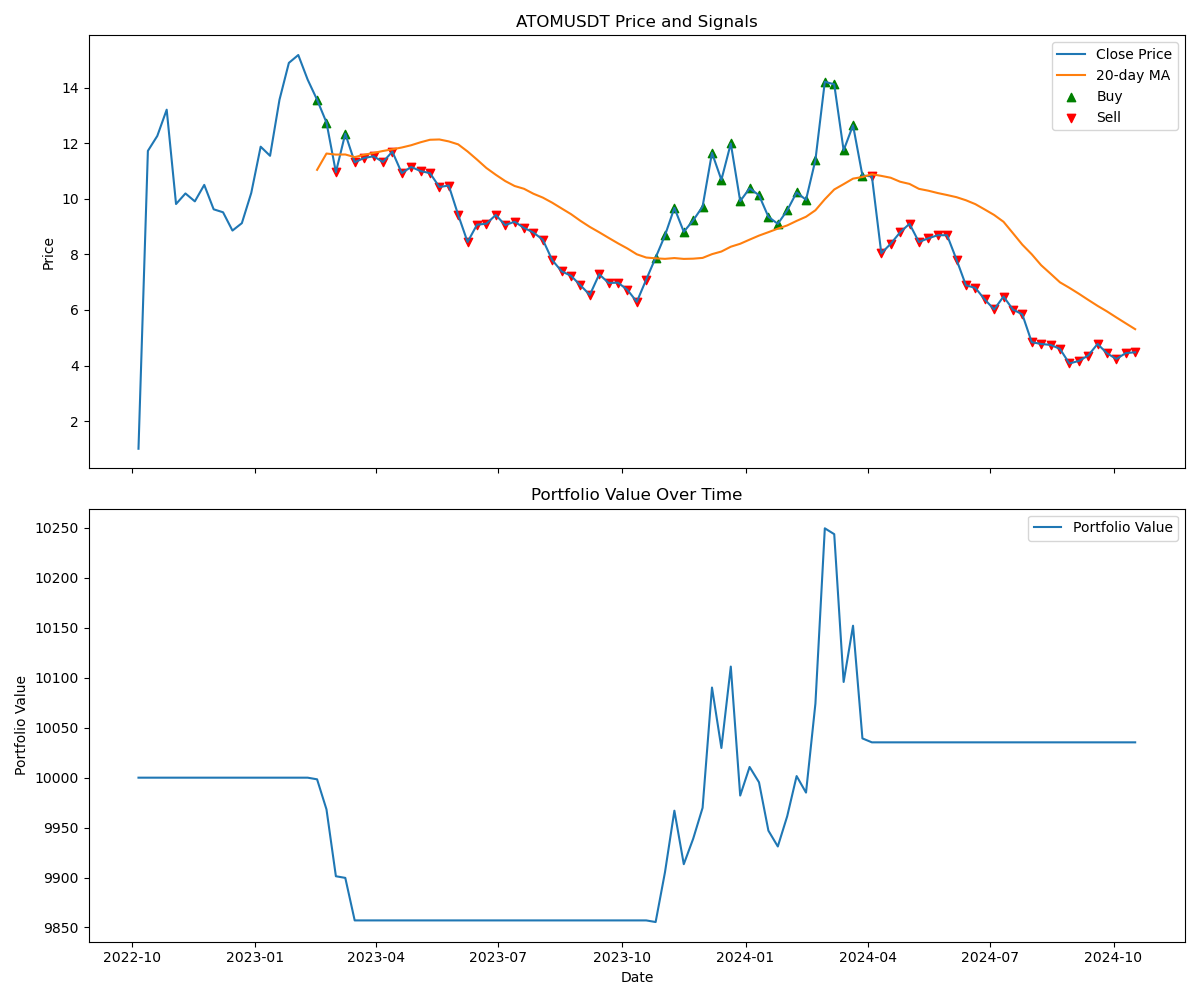 ATOMUSDT Price and Signals
Close Price
20-day MA
Buy
Sell
Price
14
12
10
8
6
4
2
Portfolio Value Over Time
Portfolio Value
Portfolio Value
10250
10200
10150
10100
10050
10000
9950
9900
9850
2022-10
2023-01
2023-04
2023-07
2023-10
2024-01
2024-04
2024-07
2024-10
Date